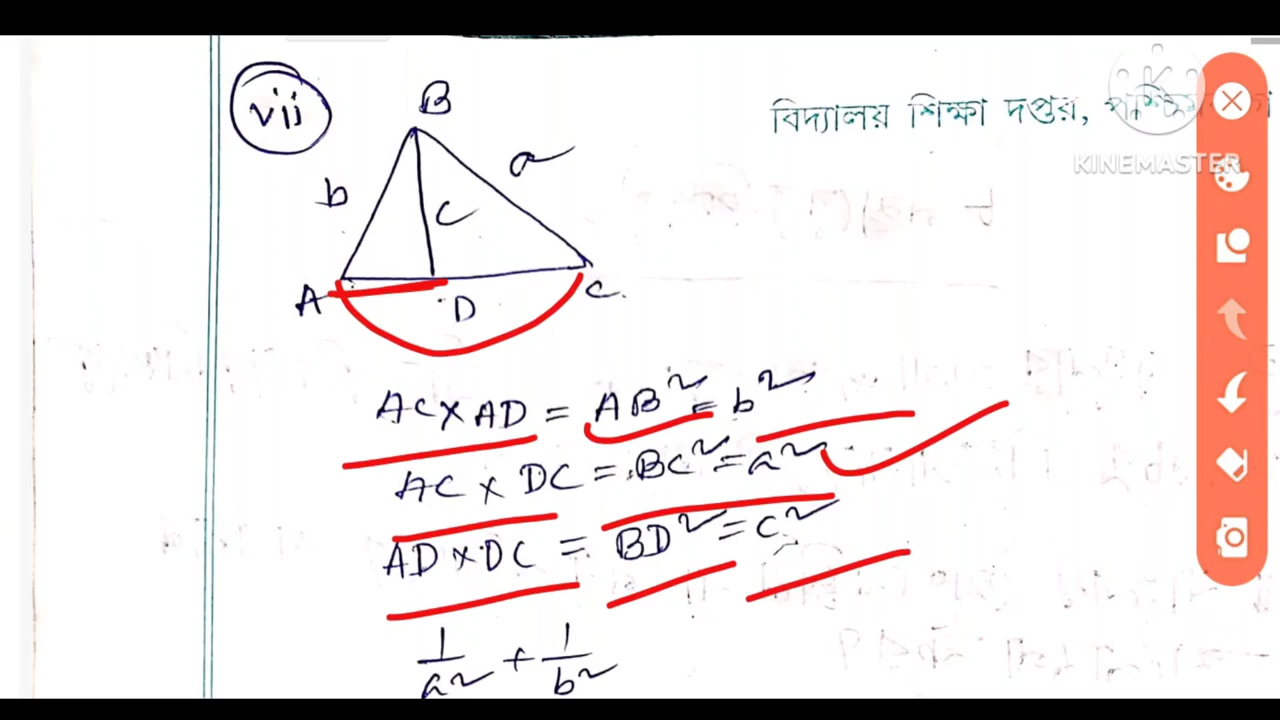 vii
B
বিদ্যালয় শিক্ষা দপ্তর,
KINEMASTER
b
a
C
A
D
C
AC × AD = AB² = b²
AC × DC = BC² = a²
AD × DC = BD² = c²
1/a² + 1/b²